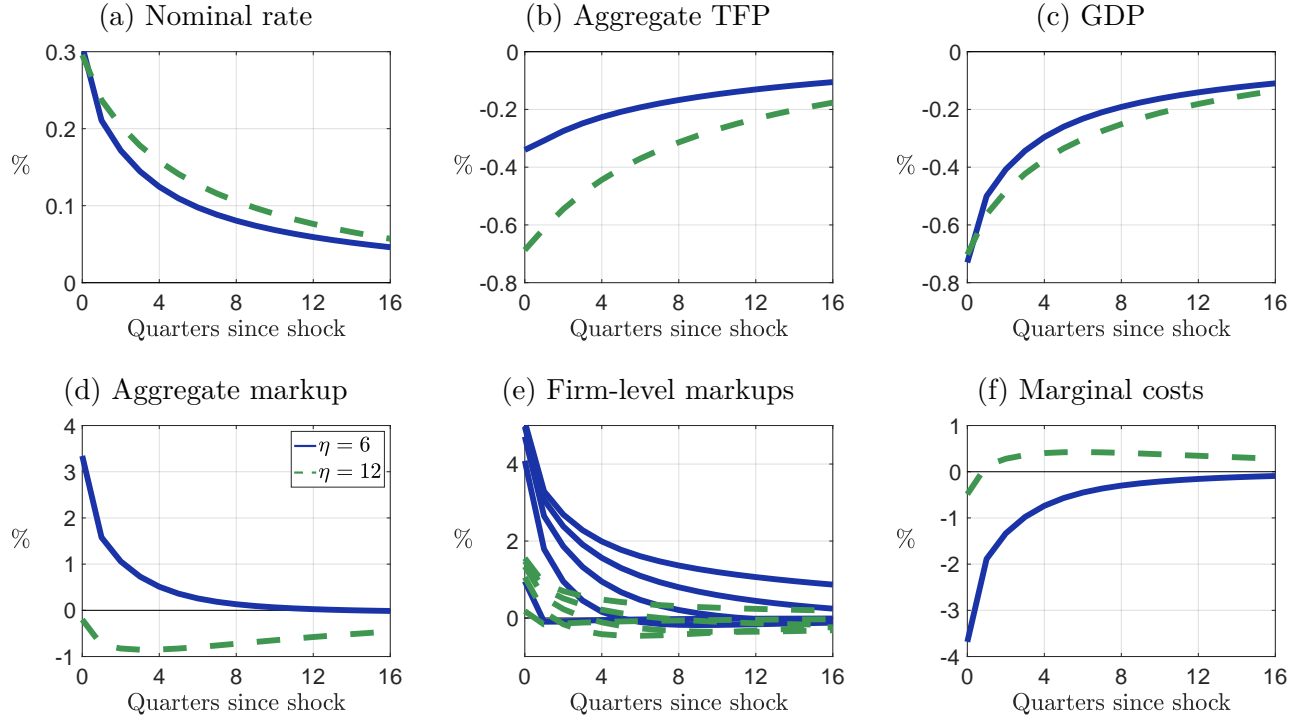 (a) Nominal rate
0.3
0.2
0.1
0
%
0 4 8 12 16
Quarters since shock
(b) Aggregate TFP
0
-0.2
-0.4
-0.6
-0.8
%
0 4 8 12 16
Quarters since shock
(c) GDP
0
-0.2
-0.4
-0.6
-0.8
%
0 4 8 12 16
Quarters since shock
(d) Aggregate markup
4
3
2
1
0
-1
%
η = 6
η = 12
0 4 8 12 16
Quarters since shock
(e) Firm-level markups
4
2
0
%
0 4 8 12 16
Quarters since shock
(f) Marginal costs
1
0
-1
-2
-3
-4
%
0 4 8 12 16
Quarters since shock